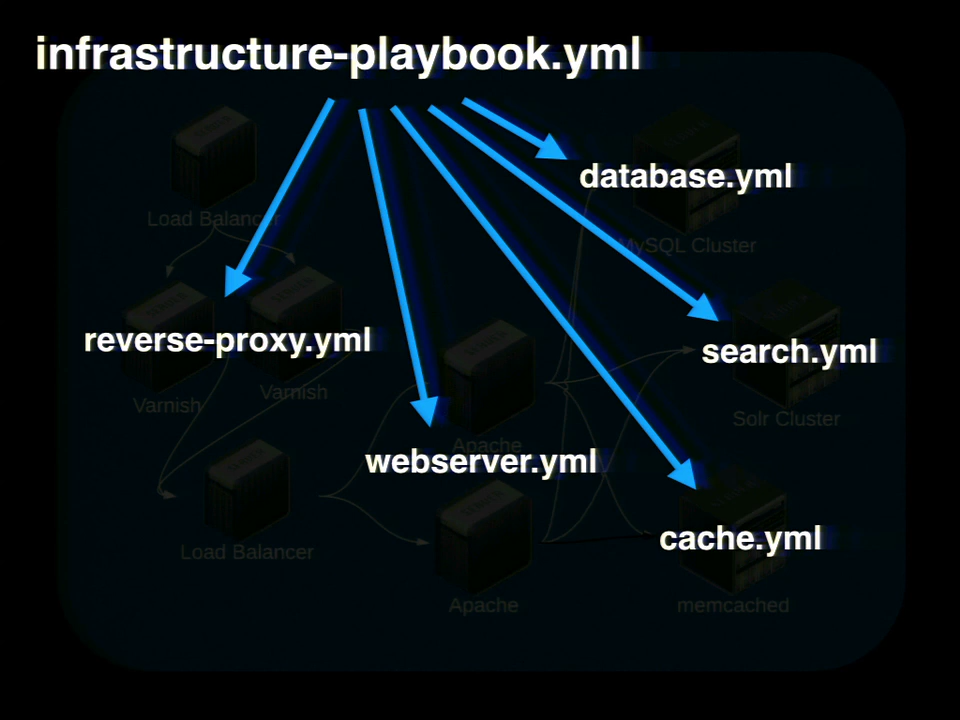 infrastructure-playbook.yml
database.yml
Load Balancer
MySQL Cluster
reverse-proxy.yml
search.yml
Varnish
Varnish
Solr Cluster
Apache
webserver.yml
cache.yml
Load Balancer
Apache
memcached